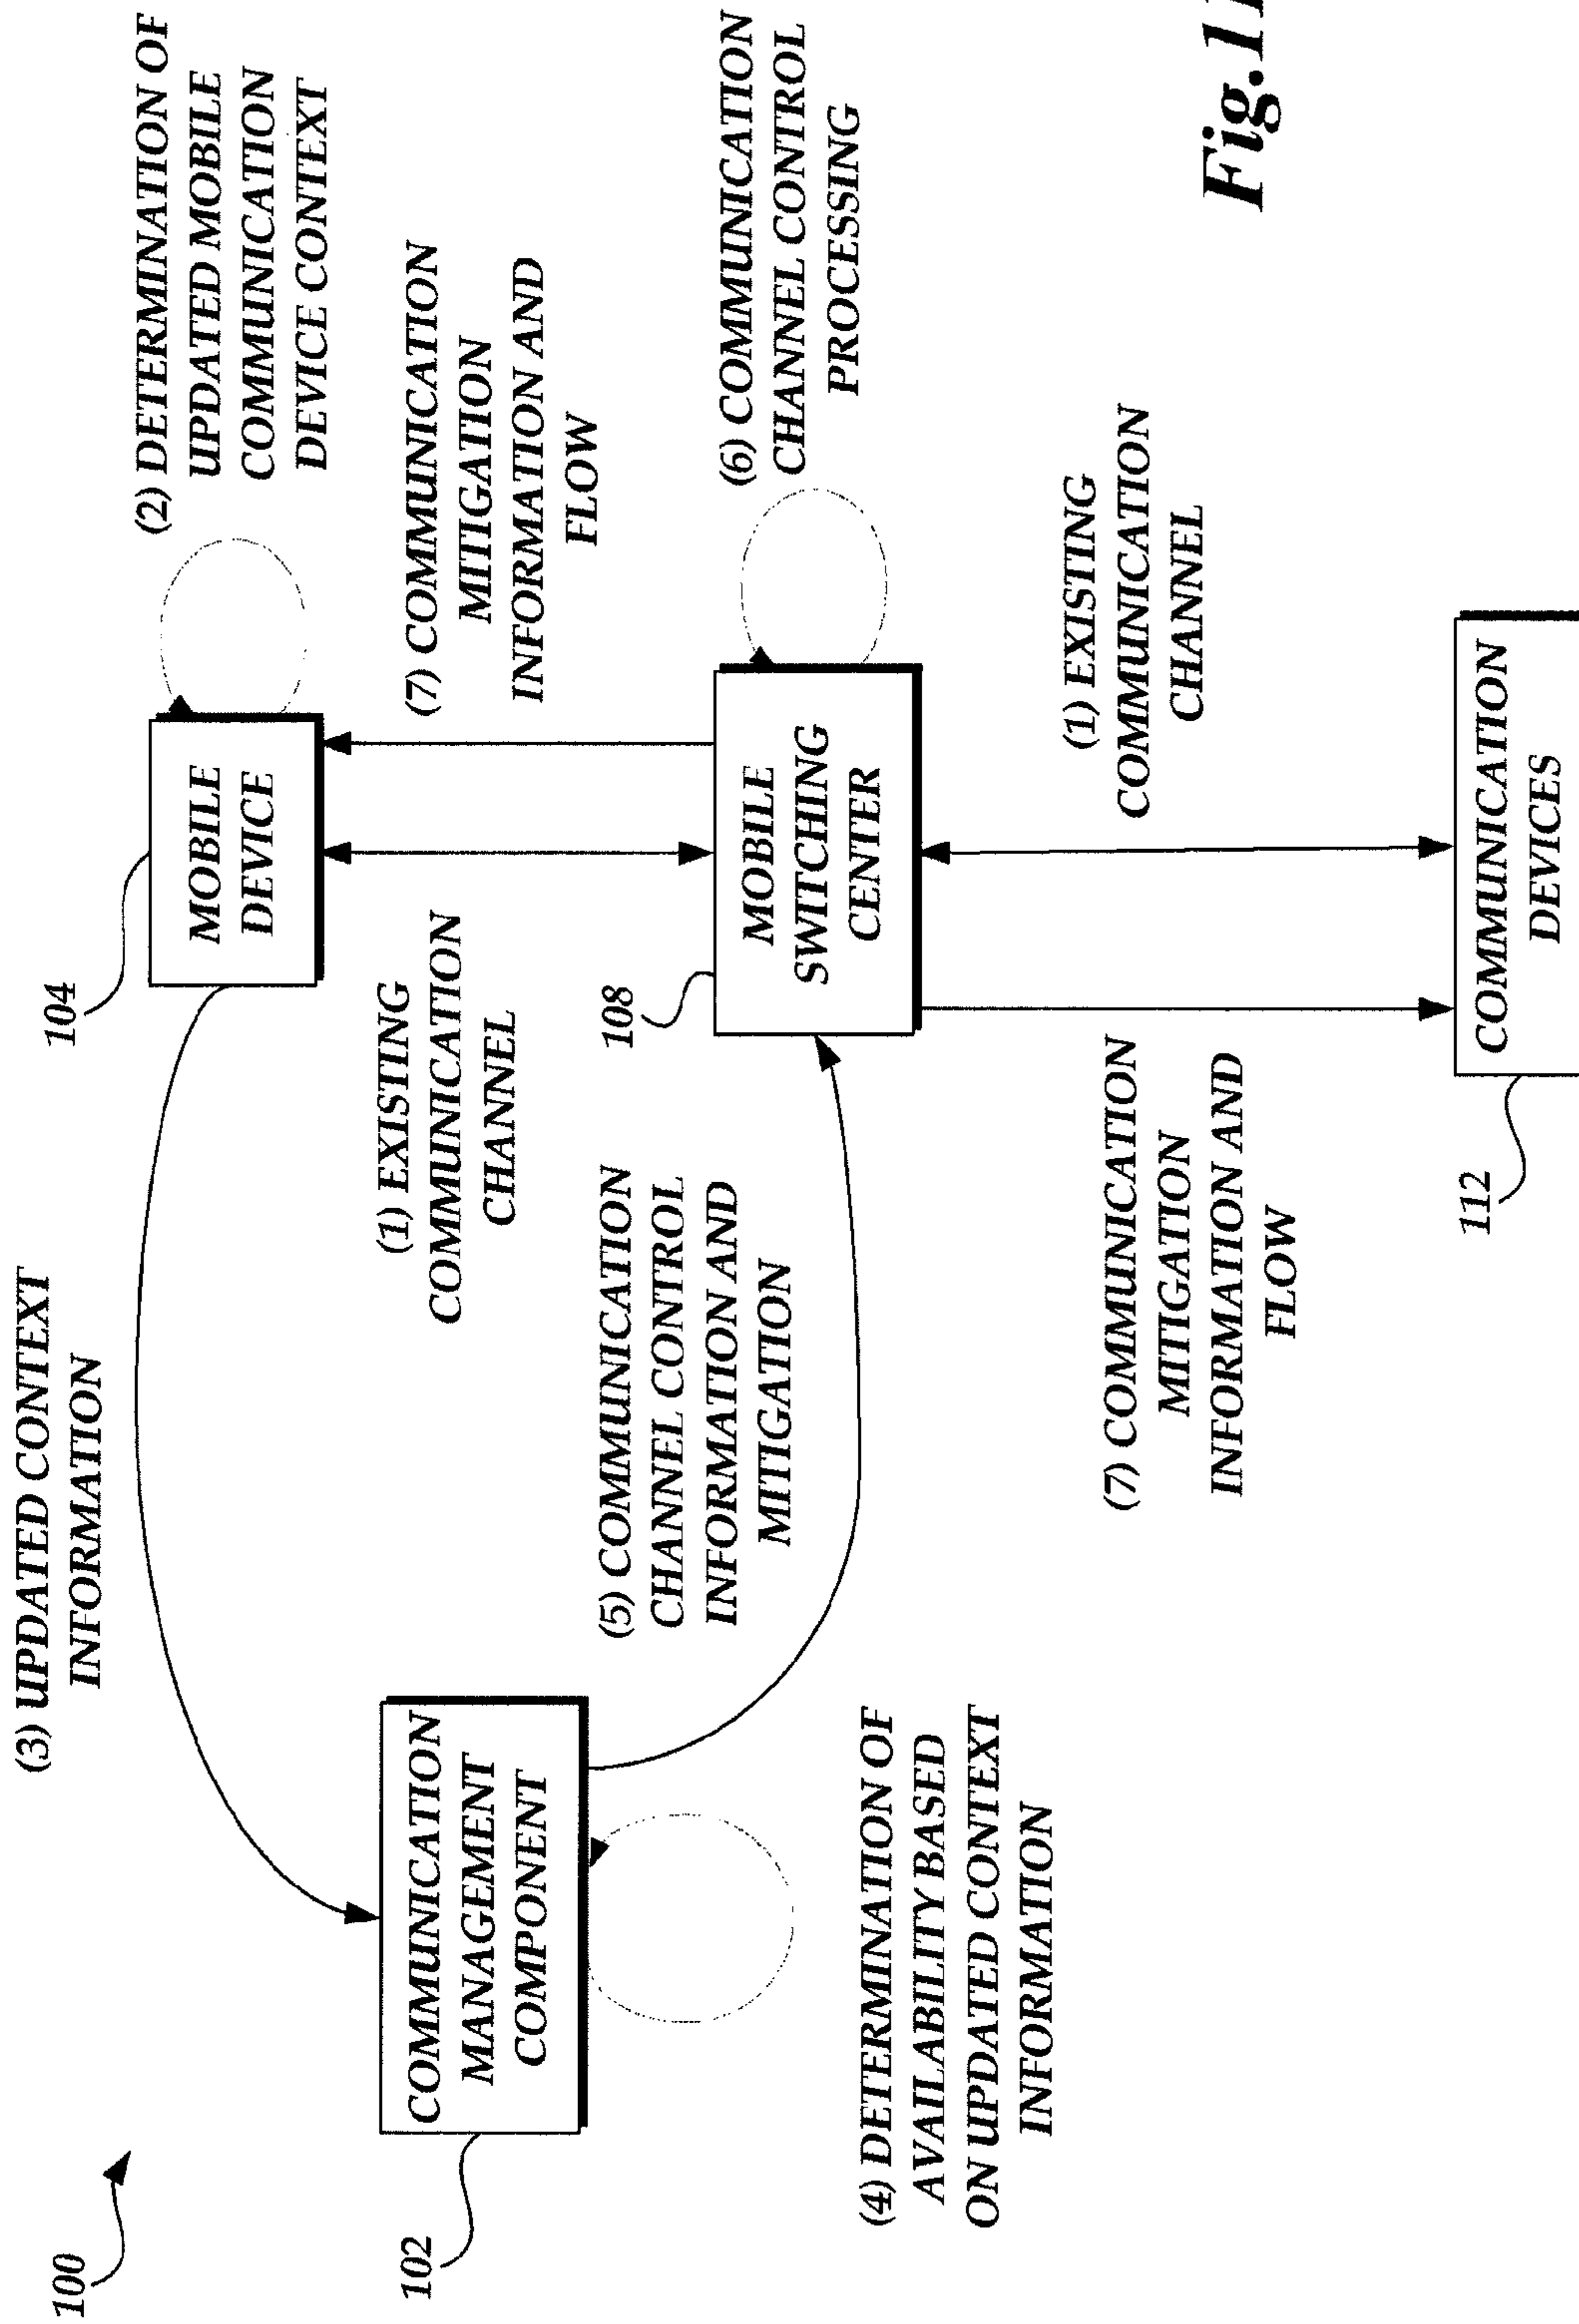 100
(3) UPDATED CONTEXT
INFORMATION
104
MOBILE
DEVICE
(2) DETERMINATION OF
UPDATED MOBILE
COMMUNICATION
DEVICE CONTEXT
102
COMMUNICATION
MANAGEMENT
COMPONENT
(1) EXISTING
COMMUNICATION
CHANNEL
(7) COMMUNICATION
MITIGATION
INFORMATION AND
FLOW
(5) COMMUNICATION
CHANNEL CONTROL
INFORMATION AND
MITIGATION
108
MOBILE
SWITCHING
CENTER
(6) COMMUNICATION
CHANNEL CONTROL
PROCESSING
(4) DETERMINATION OF
AVAILABILITY BASED
ON UPDATED CONTEXT
INFORMATION
(7) COMMUNICATION
MITIGATION
INFORMATION AND
FLOW
(1) EXISTING
COMMUNICATION
CHANNEL
112
COMMUNICATION
DEVICES
Fig.11